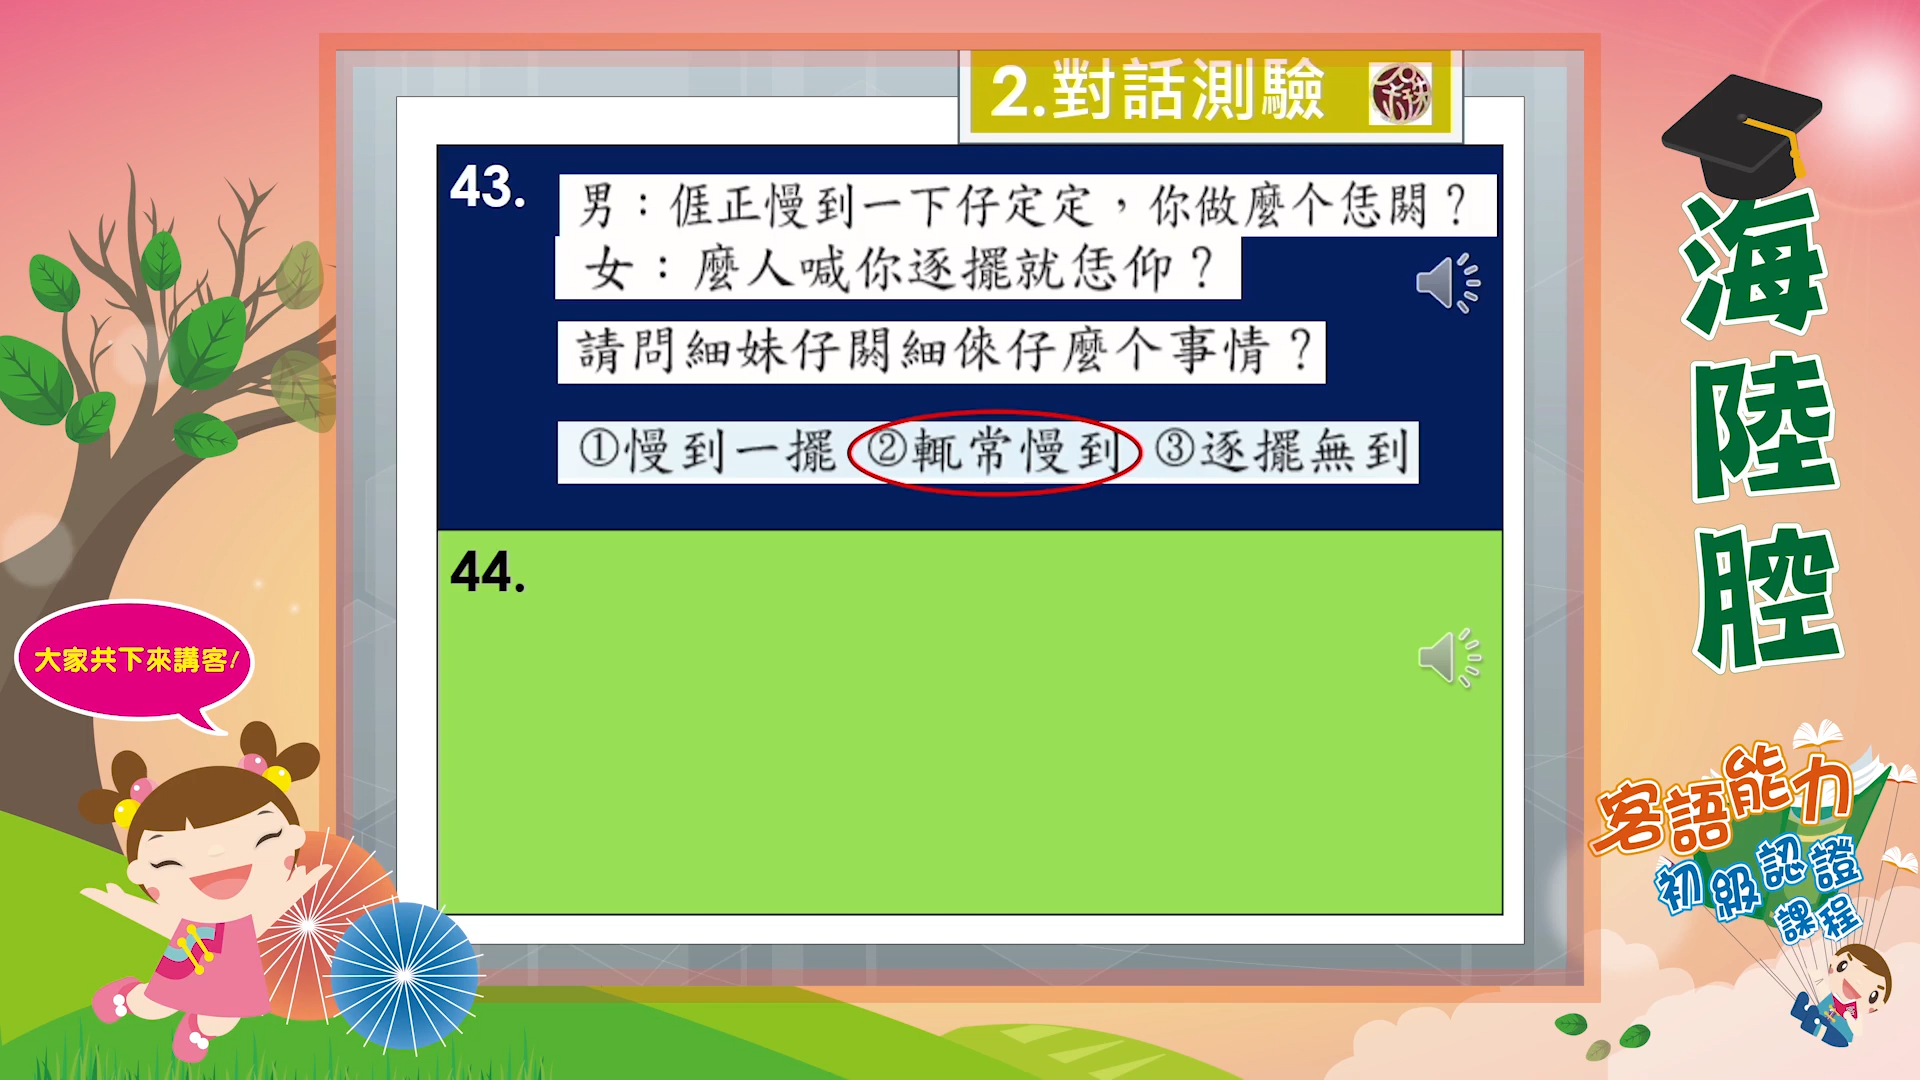 2.對話測驗
43.
男：𠊎正慢到一下仔定定，你做麼个恁閼？
女：麼人喊你逐擺就恁仰？
請問細妹仔閼細倈仔麼个事情？
①慢到一擺 ②輒常慢到 ③逐擺無到
44.
大家共下來講客!
海陸腔
客語能力
初級認證
課程